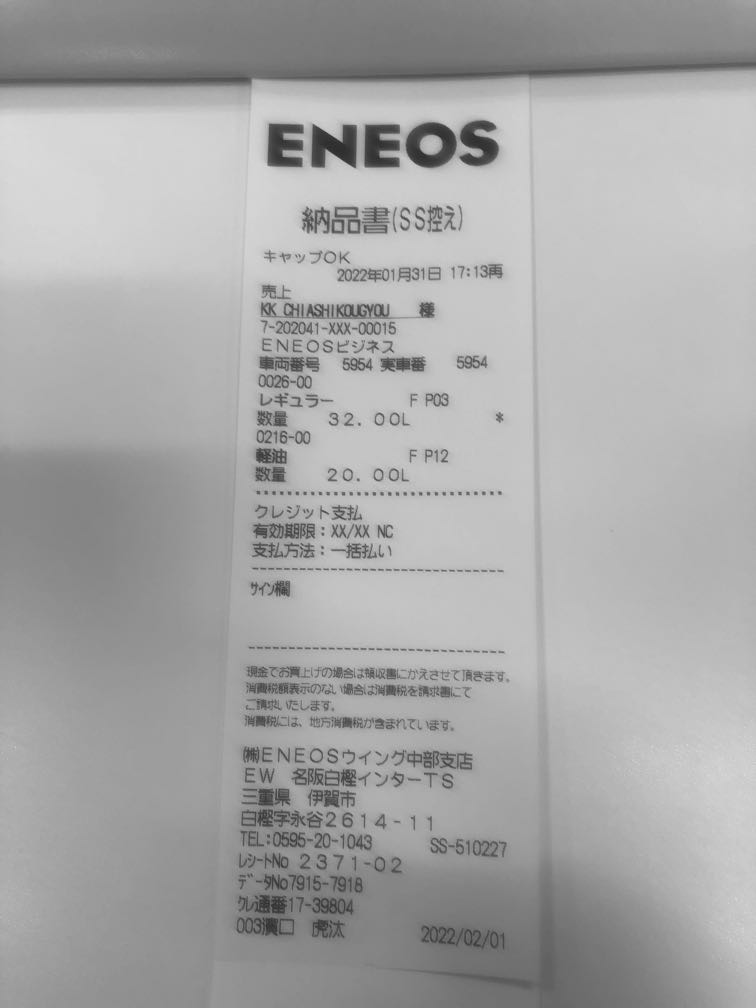 ENEOS
納品書(SS控え)
キャップOK
2022年01月31日 17:13再
売上
KK CHIASHIKOUGYOU 様
7-202041-XXX-00015
ENEOSビジネス
車両番号 5954 実車番 5954
0026-00
レギュラー F P03
数量 32.00L *
0216-00
軽油 F P12
数量 20.00L
クレジット支払
有効期限:XX/XX NC
支払方法:一括払い
サイン欄
現金でお買上げの場合は領収書にかえさせて頂きます。
消費税額表示のない場合は消費税を請求書にて
ご請求いたします。
消費税には、地方消費税が含まれています。
㈱ENEOSウイング中部支店
EW 名阪白樫インターTS
三重県 伊賀市
白樫字永谷2614-11
TEL:0595-20-1043 SS-510227
レシートNo 2371-02
データNo7915-7918
クレ通番17-39804
003濱口 虎汰 2022/02/01